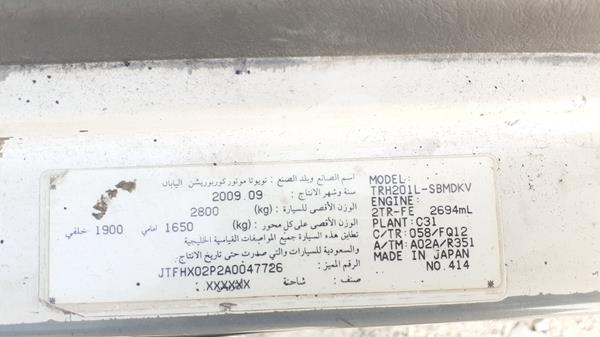 اسم الصانع وبلد الصنع : تويوتا موتور كوربوريشن اليابان
سنة وشهر الانتاج : 2009.09
الوزن الأقصى للسيارة : (kg) 2800
الوزن الأقصى على كل محور : (kg) 1650 امامي 1900 خلفي
تطابق هذه السيارة جميع المواصفات القياسية الخليجية
والسعودية للسيارات والتي صدرت حتى تاريخ الانتاج.
الرقم المميز : JTFHX02P2A0047726
صنف : شاحنة XXXXXX
MODEL:
TRH201L-SBMDKV
ENGINE:
2TR-FE 2694mL
PLANT: C31
C/TR: 058/FQ12
A/TM: A02A/R351
MADE IN JAPAN
NO.414